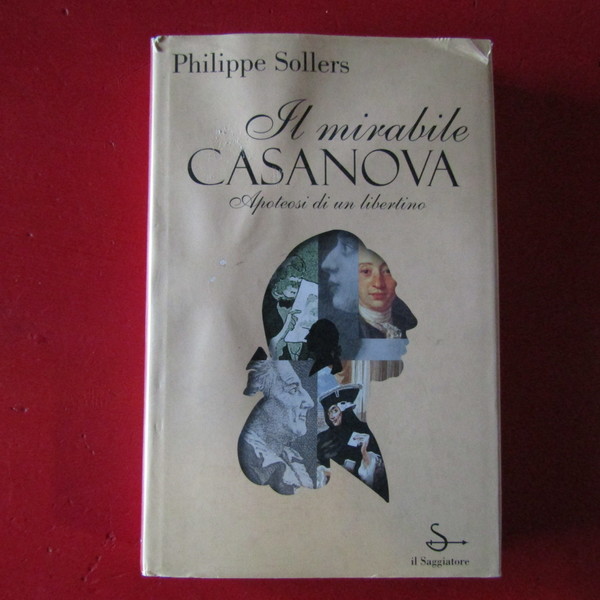 Philippe Sollers
Il mirabile
CASANOVA
Apoteosi di un libertino
il Saggiatore